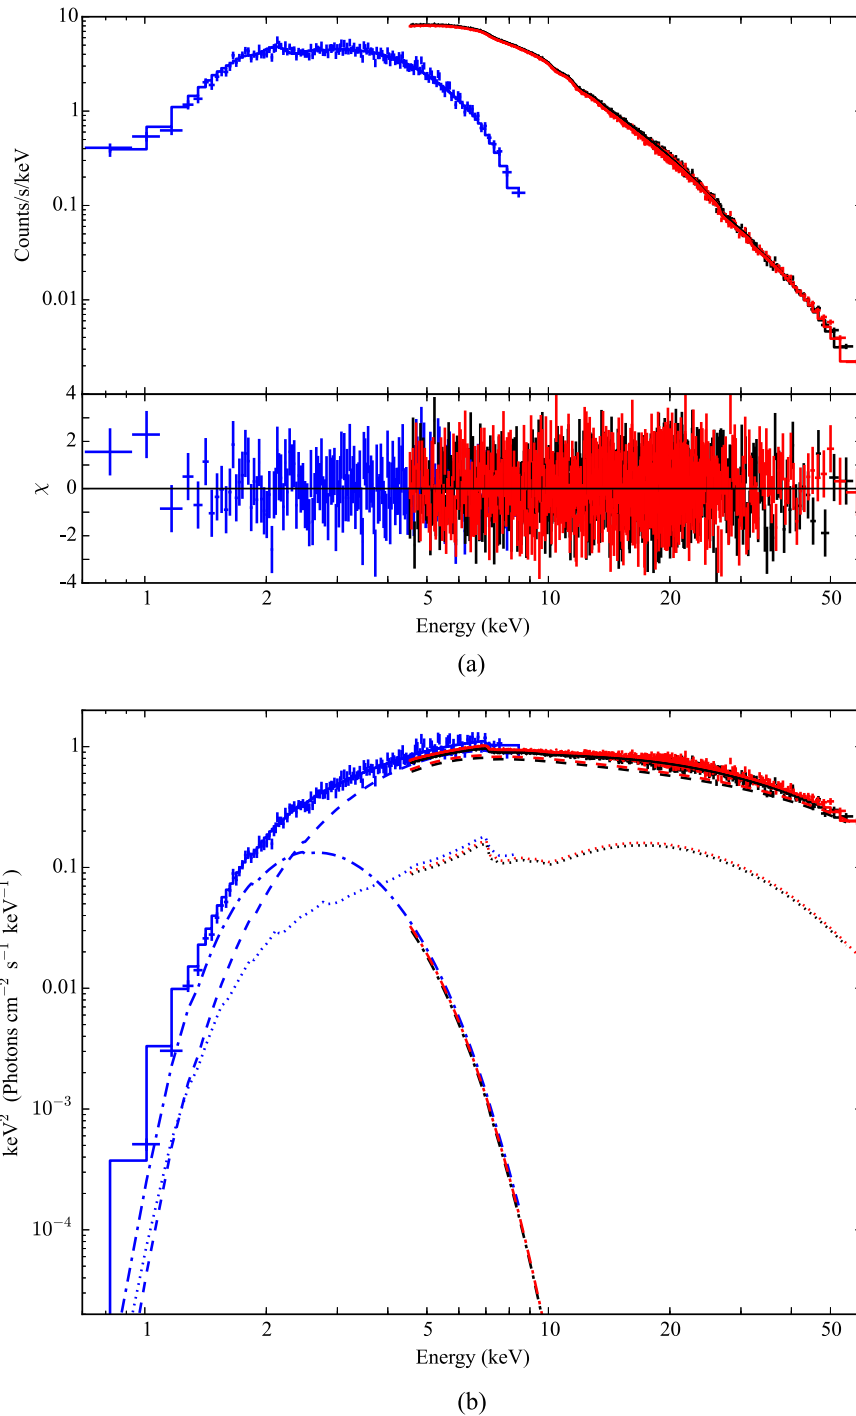 10
1
0.1
0.01
Counts/s/keV
4
2
0
-2
-4
χ
1 2 5 10 20 50
Energy (keV)
(a)
1
0.1
0.01
10⁻³
10⁻⁴
keV² (Photons cm⁻² s⁻¹ keV⁻¹)
1 2 5 10 20 50
Energy (keV)
(b)